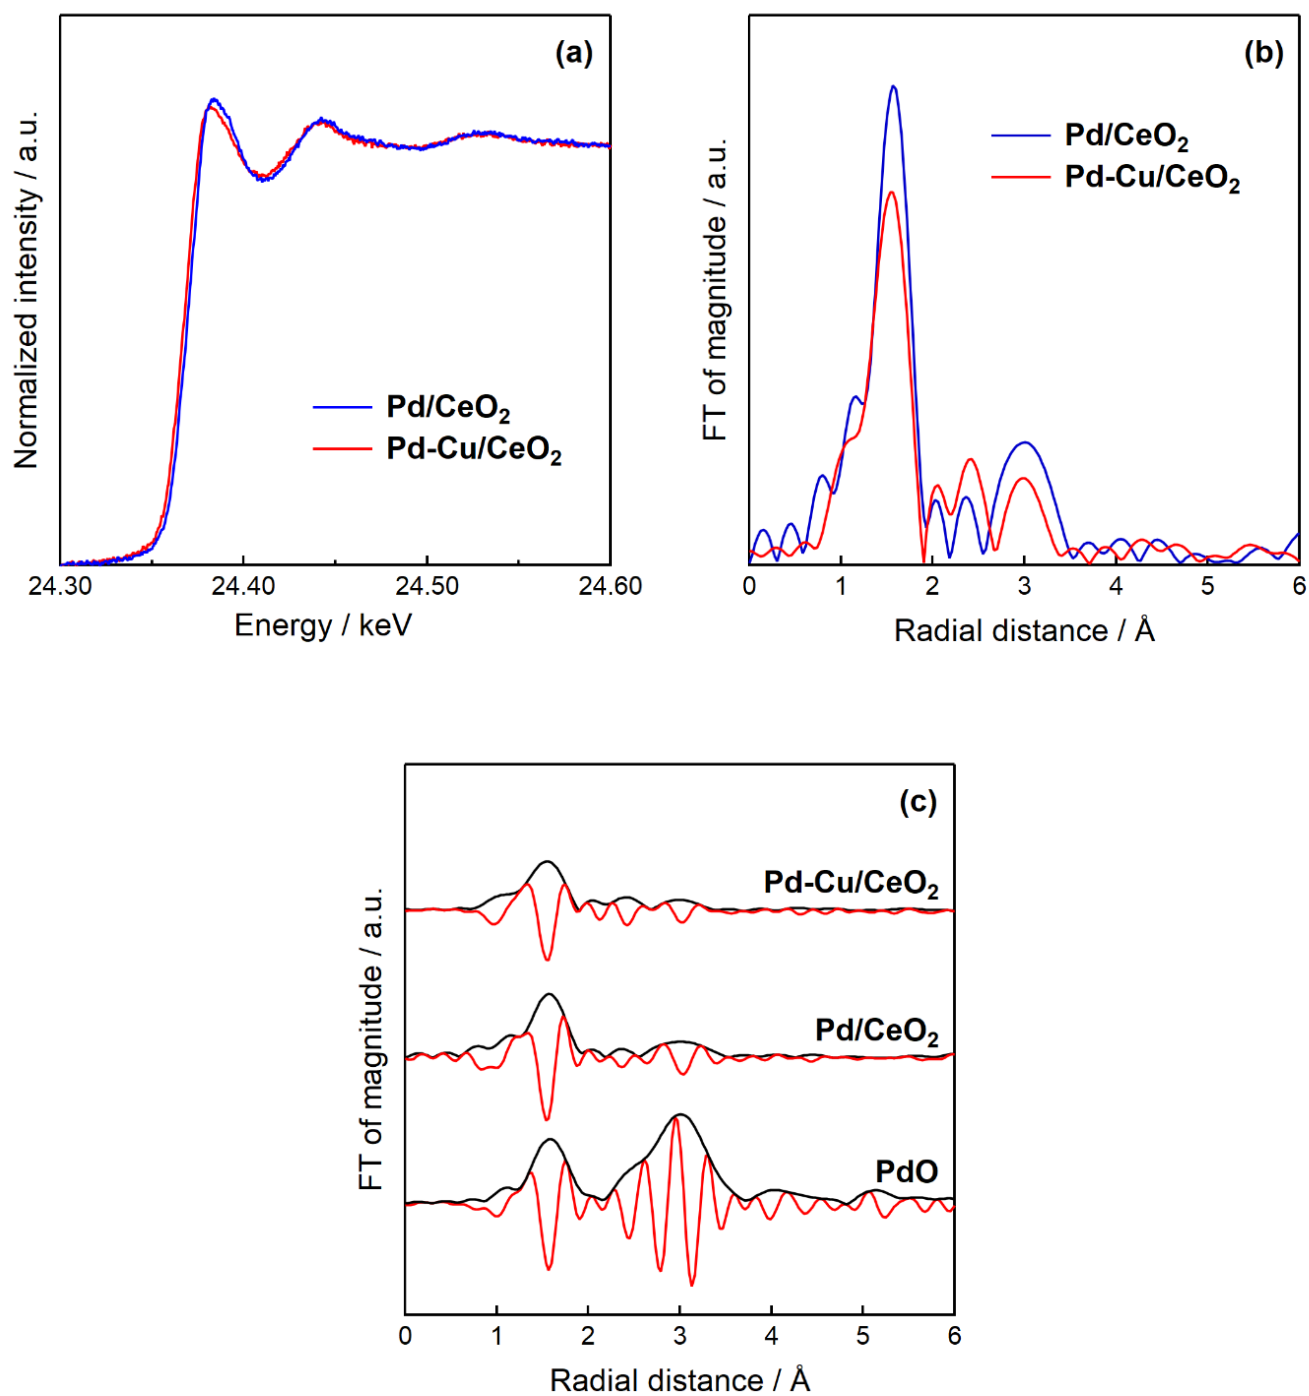 (a)
Normalized intensity / a.u.
Pd/CeO₂
Pd-Cu/CeO₂
24.30 24.40 24.50 24.60
Energy / keV
(b)
FT of magnitude / a.u.
Pd/CeO₂
Pd-Cu/CeO₂
0 1 2 3 4 5 6
Radial distance / Å
(c)
FT of magnitude / a.u.
Pd-Cu/CeO₂
Pd/CeO₂
PdO
0 1 2 3 4 5 6
Radial distance / Å